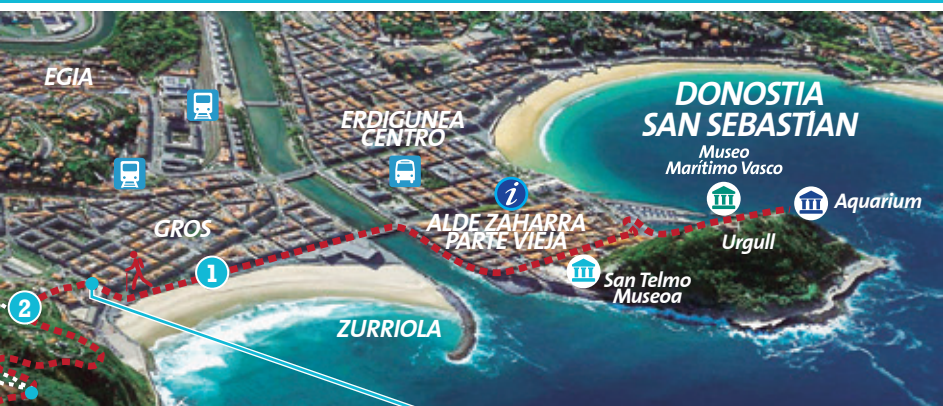 EGIA
DONOSTIA
SAN SEBASTIAN
ERDIGUNEA
CENTRO
Museo
Marítimo Vasco
i
Aquarium
ALDE ZAHARRA
PARTE VIEJA
GROS
Urgull
1
San Telmo
Museoa
2
ZURRIOLA